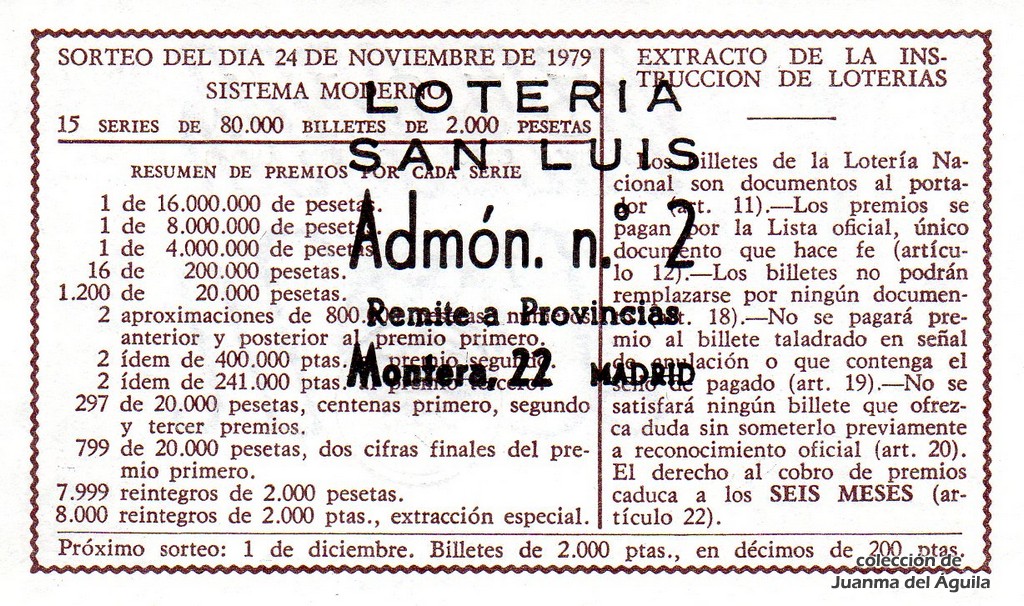 SORTEO DEL DIA 24 DE NOVIEMBRE DE 1979
SISTEMA MODERNO
15 SERIES DE 80.000 BILLETES DE 2.000 PESETAS
RESUMEN DE PREMIOS POR CADA SERIE
1 de 16.000.000 de pesetas.
1 de 8.000.000 de pesetas.
1 de 4.000.000 de pesetas.
16 de 200.000 pesetas.
1.200 de 20.000 pesetas.
2 aproximaciones de 800. números
anterior y posterior al premio primero.
2 ídem de 400.000 ptas. premio segundo.
2 ídem de 241.000 ptas. premio
297 de 20.000 pesetas, centenas primero, segundo
y tercer premios.
799 de 20.000 pesetas, dos cifras finales del pre-
mio primero.
7.999 reintegros de 2.000 pesetas.
8.000 reintegros de 2.000 ptas., extracción especial.
EXTRACTO DE LA INS-
TRUCCION DE LOTERIAS
Los billetes de la Lotería Na-
cional son documentos al porta-
dor (art. 11).—Los premios se
pagan por la Lista oficial, único
documento que hace fe (artícu-
lo 12).—Los billetes no podrán
remplazarse por ningún documen-
to (art. 18).—No se pagará pre-
mio al billete taladrado en señal
de anulación o que contenga el
sello de pagado (art. 19).—No se
satisfará ningún billete que ofrez-
ca duda sin someterlo previamente
a reconocimiento oficial (art. 20).
El derecho al cobro de premios
caduca a los SEIS MESES (ar-
tículo 22).
Próximo sorteo: 1 de diciembre. Billetes de 2.000 ptas., en décimos de 200 ptas.
LOTERIA
SAN LUIS
Admón. n.º 2
Remite a Provincias
Montera, 22 MADRID
colección de
Juanma del Águila